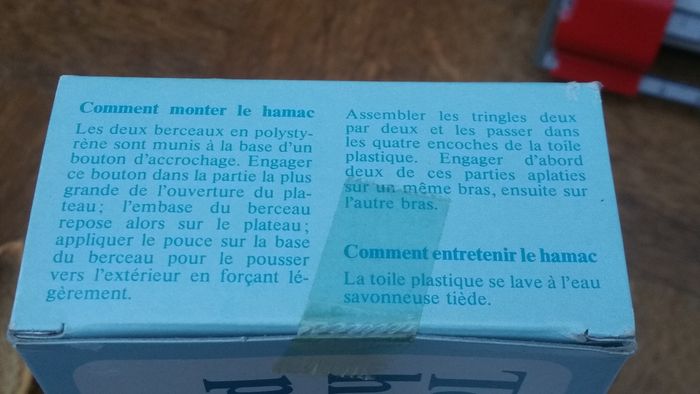 Comment monter le hamac
Les deux berceaux en polysty-
rène sont munis à la base d'un
bouton d'accrochage. Engager
ce bouton dans la partie la plus
grande de l'ouverture du pla-
teau; l'embase du berceau
repose alors sur le plateau;
appliquer le pouce sur la base
du berceau pour le pousser
vers l'extérieur en forçant lé-
gèrement.
Assembler les tringles deux
par deux et les passer dans
les quatre encoches de la toile
plastique. Engager d'abord
deux de ces parties aplaties
sur un même bras, ensuite sur
l'autre bras.
Comment entretenir le hamac
La toile plastique se lave à l'eau
savonneuse tiède.